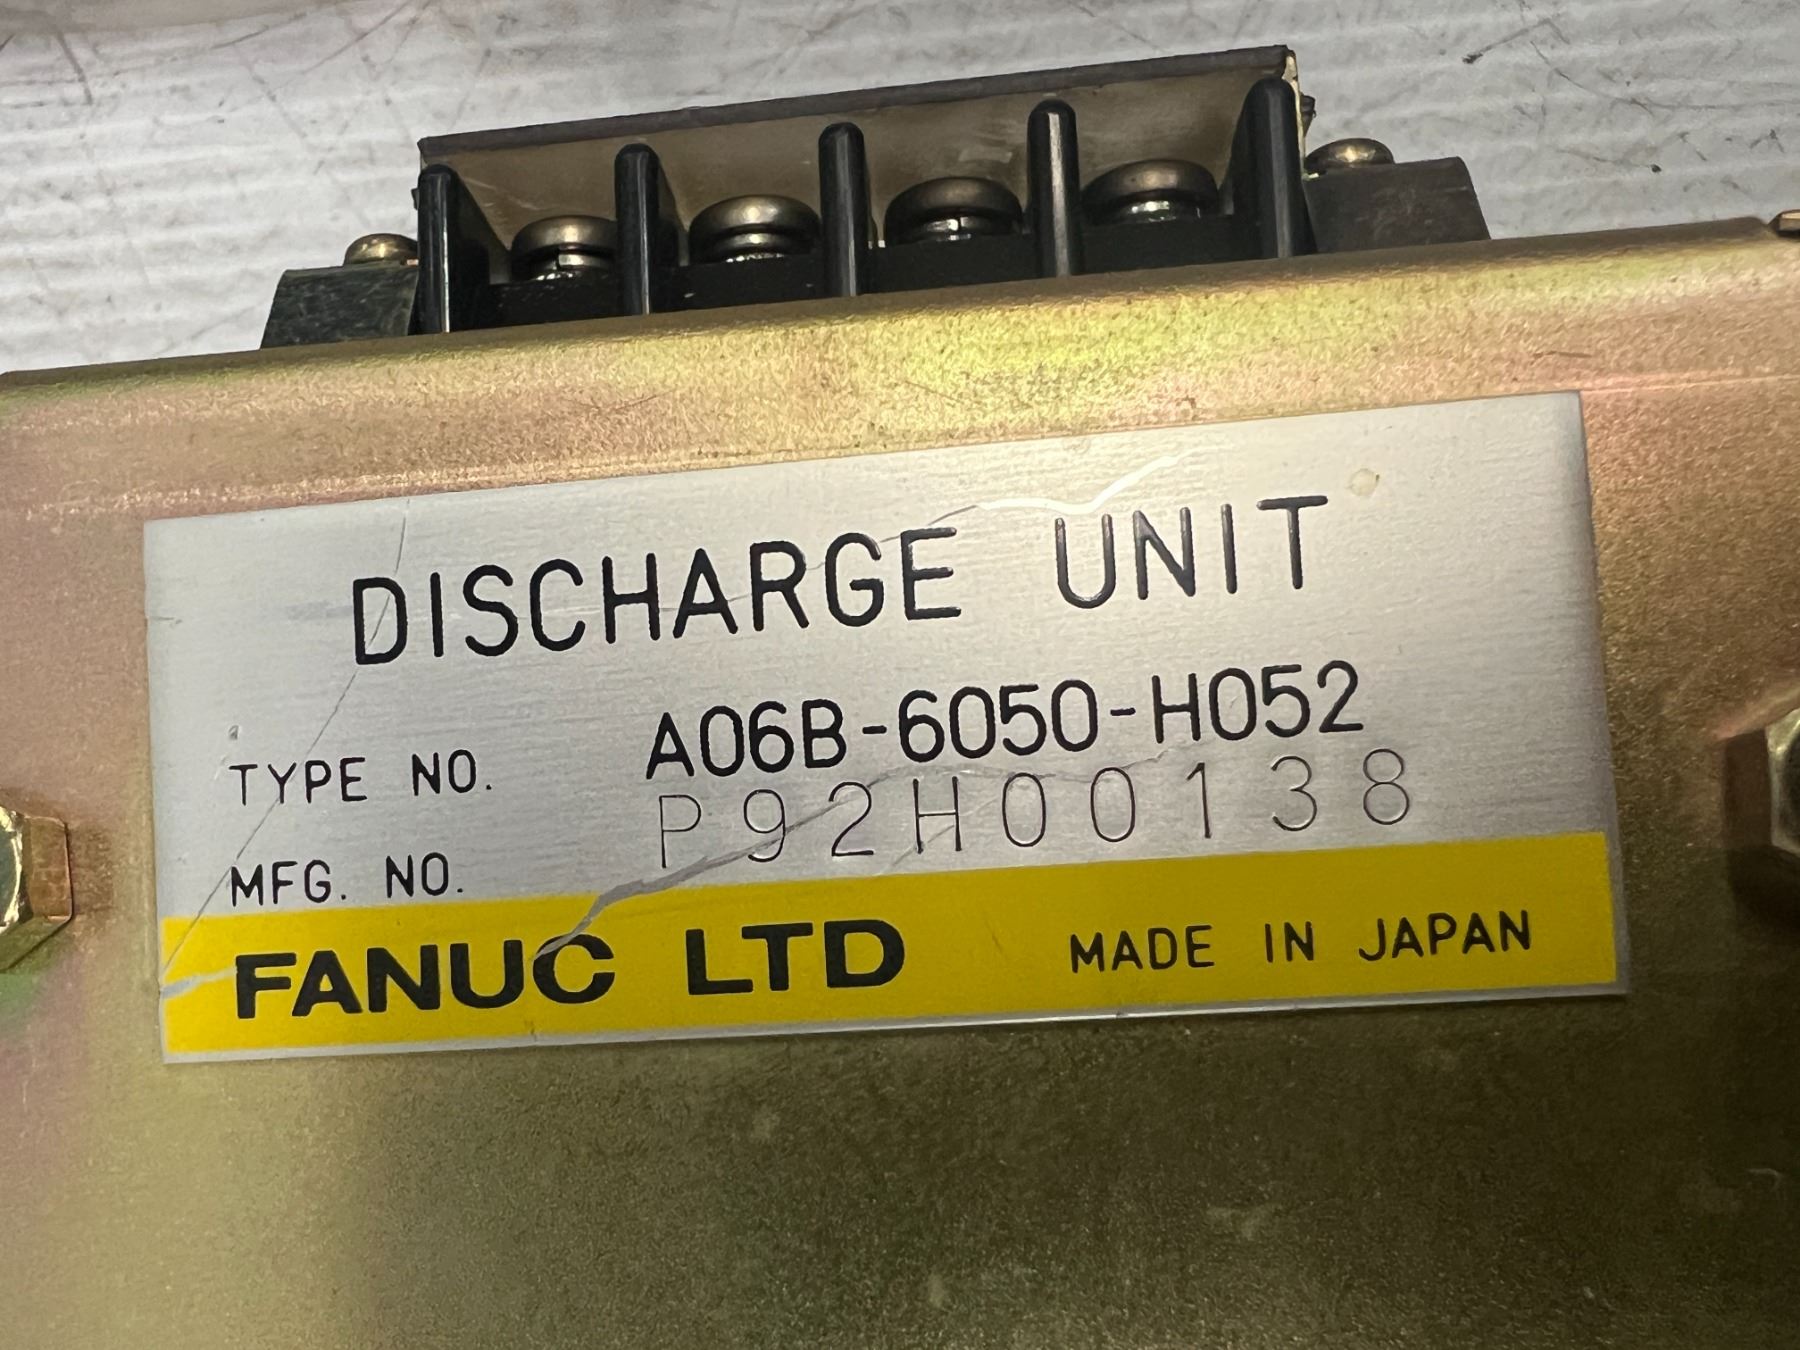 DISCHARGE UNIT
TYPE NO. A06B-6050-H052
MFG. NO. P92H00138
FANUC LTD MADE IN JAPAN